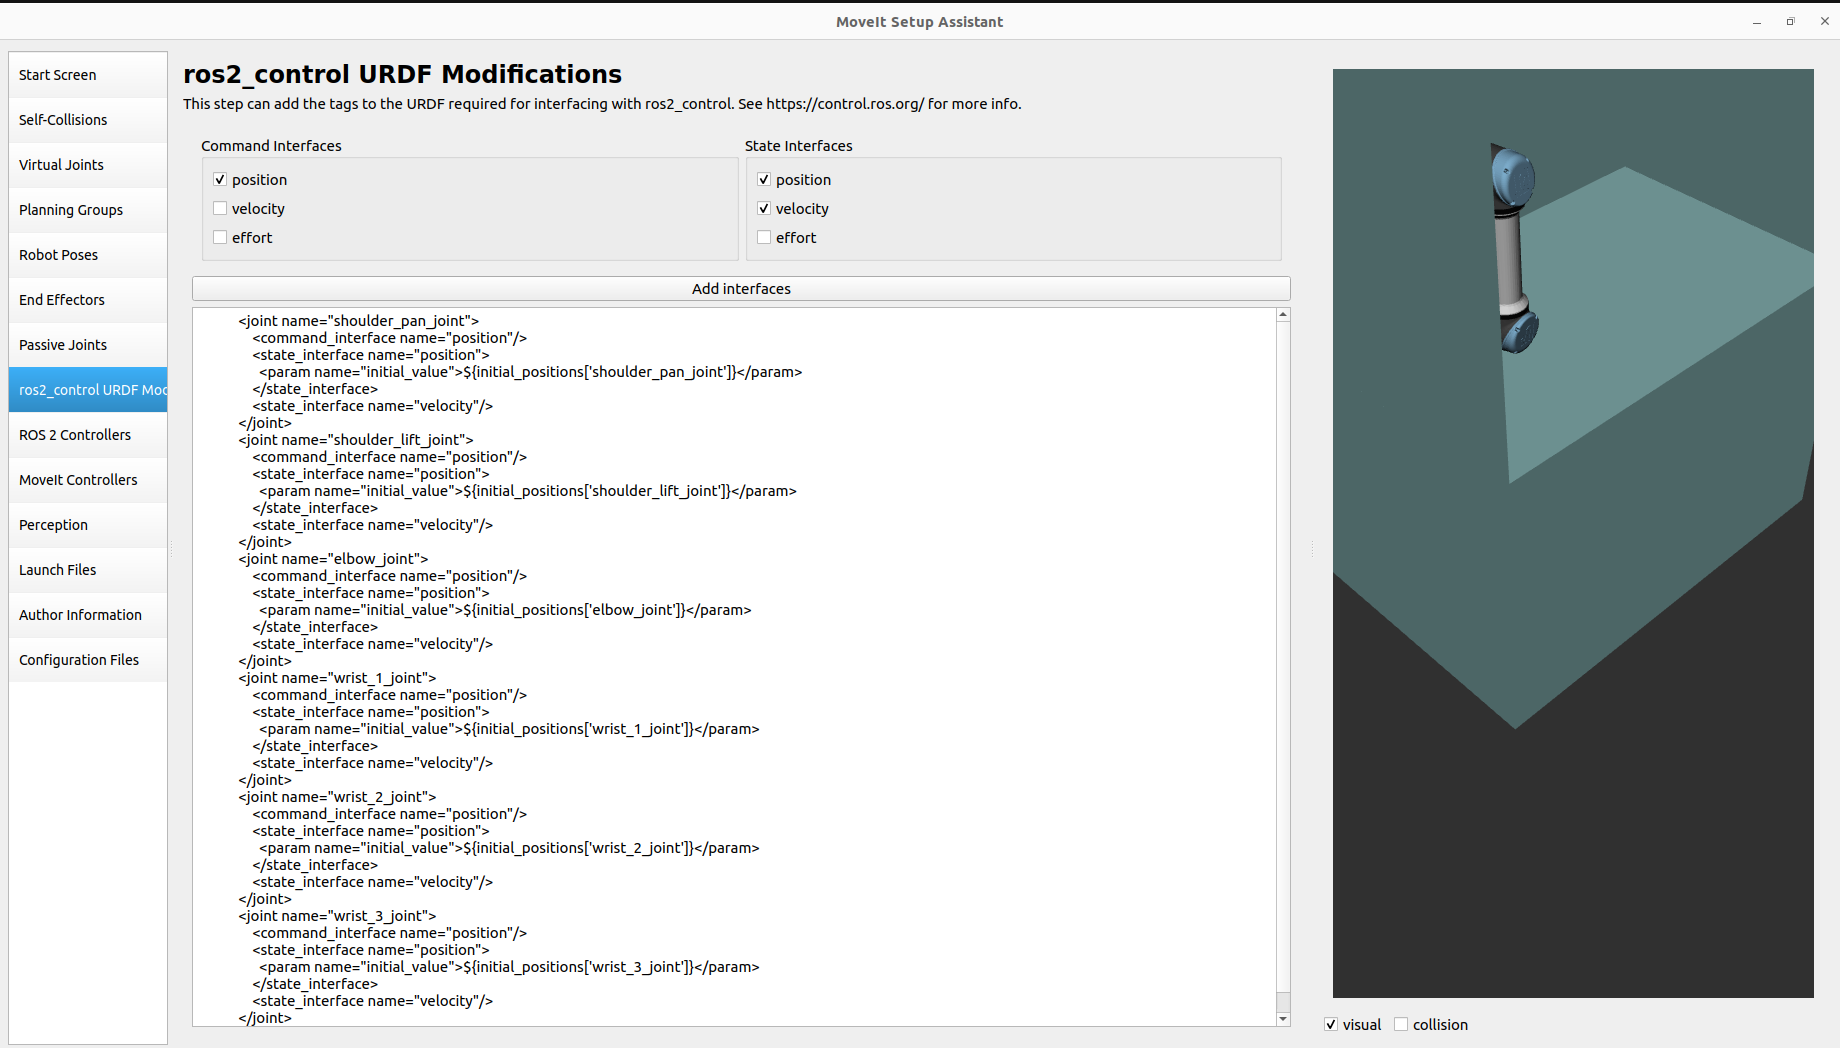 MoveIt Setup Assistant
Start Screen
Self-Collisions
Virtual Joints
Planning Groups
Robot Poses
End Effectors
Passive Joints
ros2_control URDF Moc
ROS 2 Controllers
MoveIt Controllers
Perception
Launch Files
Author Information
Configuration Files
ros2_control URDF Modifications
This step can add the tags to the URDF required for interfacing with ros2_control. See https://control.ros.org/ for more info.
Command Interfaces
position
velocity
effort
State Interfaces
position
velocity
effort
Add interfaces
<joint name="shoulder_pan_joint">
<command_interface name="position"/>
<state_interface name="position">
<param name="initial_value">${initial_positions['shoulder_pan_joint']}</param>
</state_interface>
<state_interface name="velocity"/>
</joint>
<joint name="shoulder_lift_joint">
<command_interface name="position"/>
<state_interface name="position">
<param name="initial_value">${initial_positions['shoulder_lift_joint']}</param>
</state_interface>
<state_interface name="velocity"/>
</joint>
<joint name="elbow_joint">
<command_interface name="position"/>
<state_interface name="position">
<param name="initial_value">${initial_positions['elbow_joint']}</param>
</state_interface>
<state_interface name="velocity"/>
</joint>
<joint name="wrist_1_joint">
<command_interface name="position"/>
<state_interface name="position">
<param name="initial_value">${initial_positions['wrist_1_joint']}</param>
</state_interface>
<state_interface name="velocity"/>
</joint>
<joint name="wrist_2_joint">
<command_interface name="position"/>
<state_interface name="position">
<param name="initial_value">${initial_positions['wrist_2_joint']}</param>
</state_interface>
<state_interface name="velocity"/>
</joint>
<joint name="wrist_3_joint">
<command_interface name="position"/>
<state_interface name="position">
<param name="initial_value">${initial_positions['wrist_3_joint']}</param>
</state_interface>
<state_interface name="velocity"/>
</joint>
visual
collision